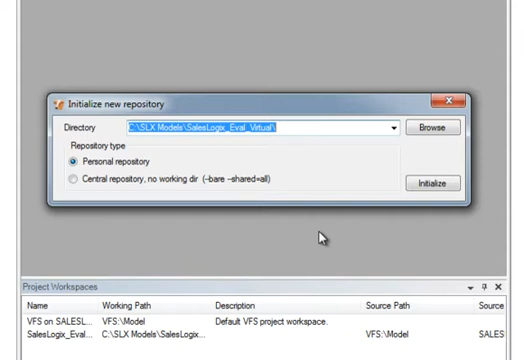 Initialize new repository
Directory C:\SLX Models\SalesLogix_Eval_Virtual\ Browse
Repository type
Personal repository
Central repository, no working dir (--bare --shared=all) Initialize
Project Workspaces
Name Working Path Description Source Path Source
VFS on SALESL... VFS:\Model Default VFS project workspace.
SalesLogix_Eval... C:\SLX Models\SalesLogix... VFS:\Model SALES